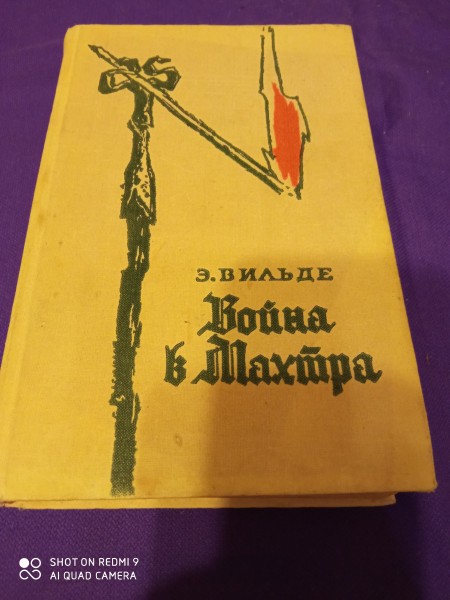 Э. ВИЛЬДЕ
Война
в Махтра
SHOT ON REDMI 9
AI QUAD CAMERA